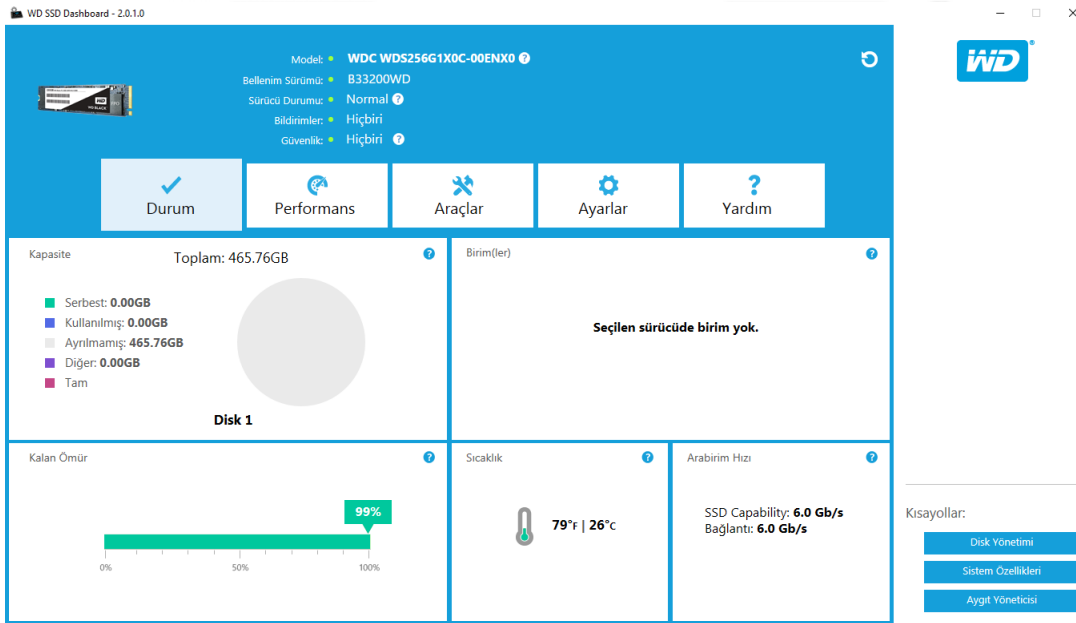 WD SSD Dashboard - 2.0.1.0
Model: WDC WDS256G1X0C-00ENX0 ?
Bellenim Sürümü: B33200WD
Sürücü Durumu: Normal ?
Bildirimler: Hiçbiri
Güvenlik: Hiçbiri ?
WD®
Durum
Performans
Araçlar
Ayarlar
? Yardım
Kapasite ?
Toplam: 465.76GB
Serbest: 0.00GB
Kullanılmış: 0.00GB
Ayrılmamış: 465.76GB
Diğer: 0.00GB
Tam
Disk 1
Birim(ler) ?
Seçilen sürücüde birim yok.
Kalan Ömür ?
99%
0% 50% 100%
Sıcaklık ?
79°F | 26°C
Arabirim Hızı ?
SSD Capability: 6.0 Gb/s
Bağlantı: 6.0 Gb/s
Kısayollar:
Disk Yönetimi
Sistem Özellikleri
Aygıt Yöneticisi